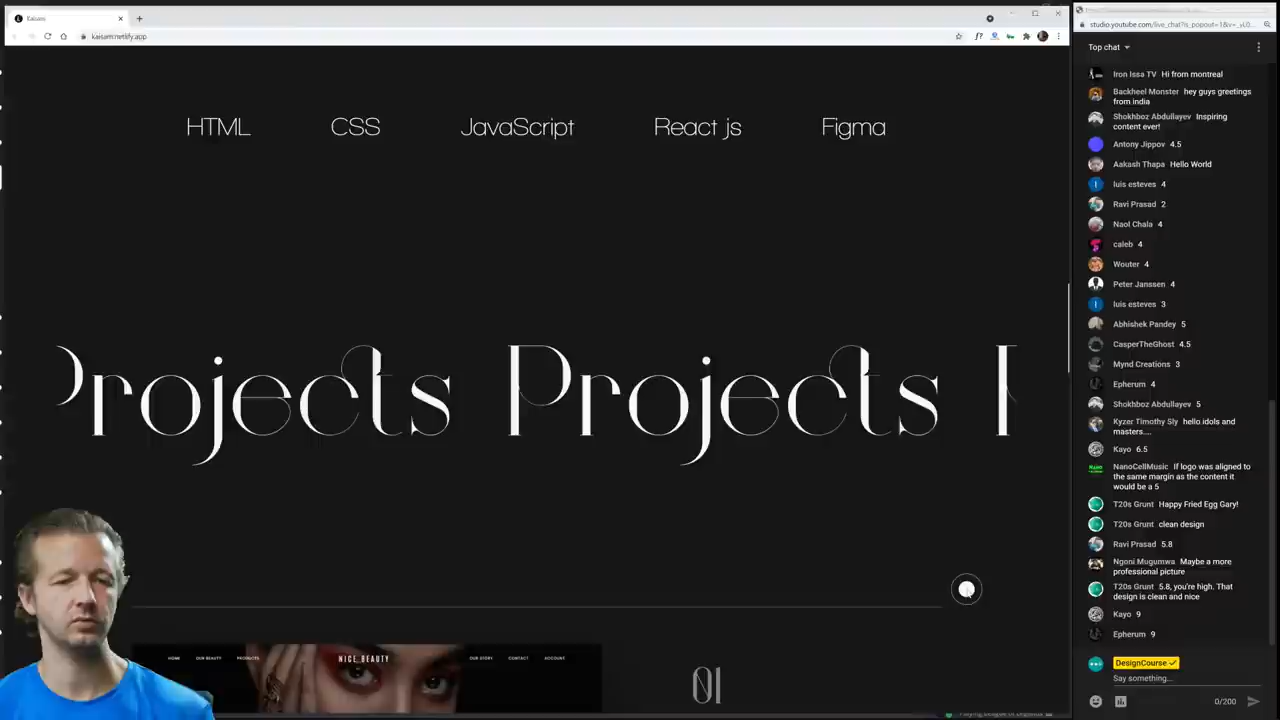 Kaisami
kaisam.netlify.app
HTML
CSS
JavaScript
React js
Figma
Projects Projects P
HOME
OUR BEAUTY
PRODUCTS
NICE BEAUTY
OUR STORY
CONTACT
ACCOUNT
01
studio.youtube.com/live_chat?is_popout=1&v=_
Top chat
Iron Issa TV Hi from montreal
Backheel Monster hey guys greetings
from india
Shokhboz Abdullayev Inspiring
content ever!
Antony Jippov 4.5
Aakash Thapa Hello World
luis esteves 4
Ravi Prasad 2
Naol Chala 4
caleb 4
Wouter 4
Peter Janssen 4
luis esteves 3
Abhishek Pandey 5
CasperTheGhost 4.5
Mynd Creations 3
Epherum 4
Shokhboz Abdullayev 5
Kyzer Timothy Sly hello idols and
masters....
Kayo 6.5
NanoCellMusic If logo was aligned to
the same margin as the content it
would be a 5
T20s Grunt Happy Fried Egg Gary!
T20s Grunt clean design
Ravi Prasad 5.8
Ngoni Mugumwa Maybe a more
professional picture
T20s Grunt 5.8, you're high. That
design is clean and nice
Kayo 9
Epherum 9
DesignCourse
Say something...
0/200